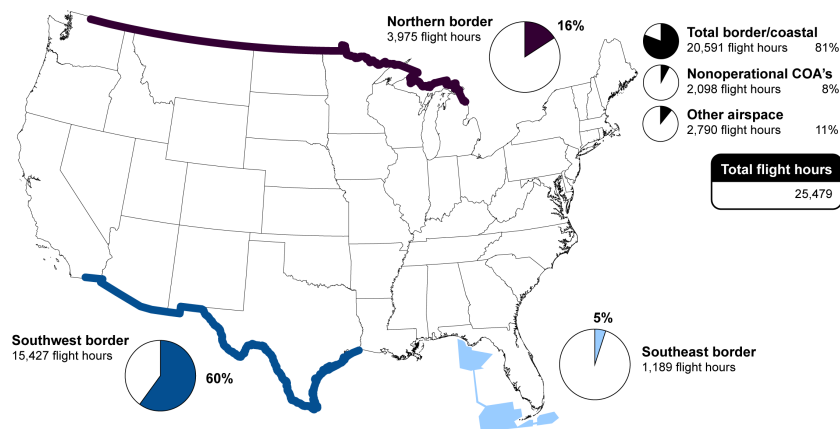 Northern border
3,975 flight hours
16%
Total border/coastal
20,591 flight hours 81%
Nonoperational COA's
2,098 flight hours 8%
Other airspace
2,790 flight hours 11%
Total flight hours
25,479
Southwest border
15,427 flight hours
60%
5%
Southeast border
1,189 flight hours